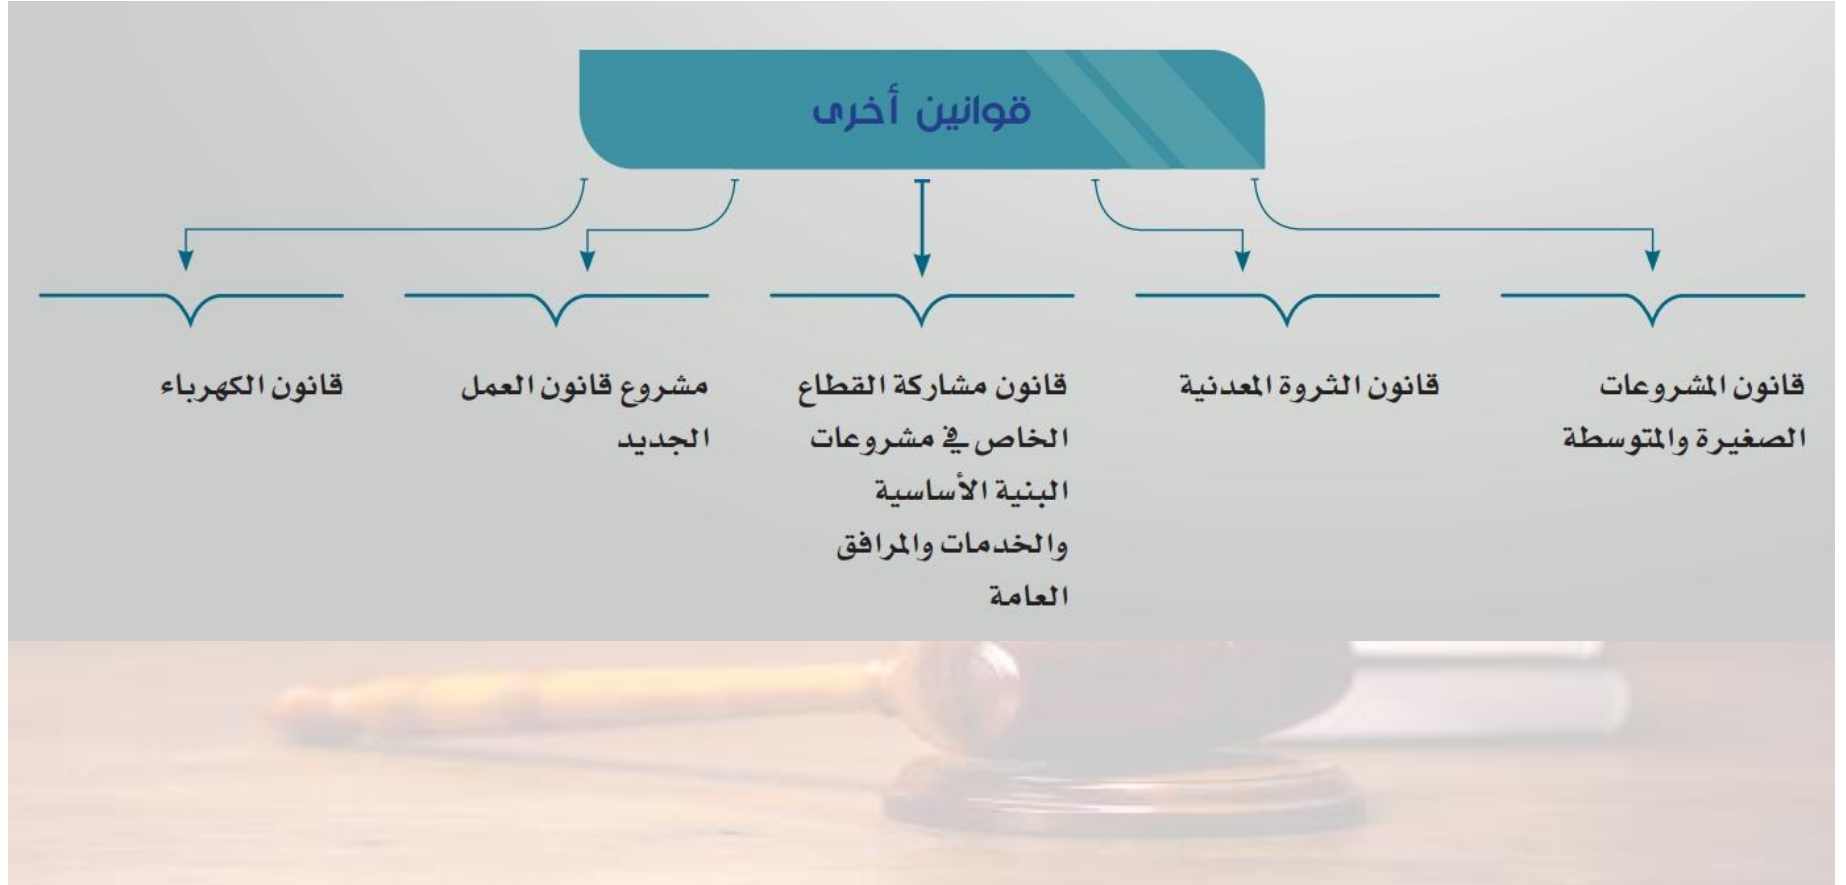 قوانين أخرى
قانون المشروعات
الصغيرة والمتوسطة
قانون الثروة المعدنية
قانون مشاركة القطاع
الخاص في مشروعات
البنية الأساسية
والخدمات والمرافق
العامة
مشروع قانون العمل
الجديد
قانون الكهرباء